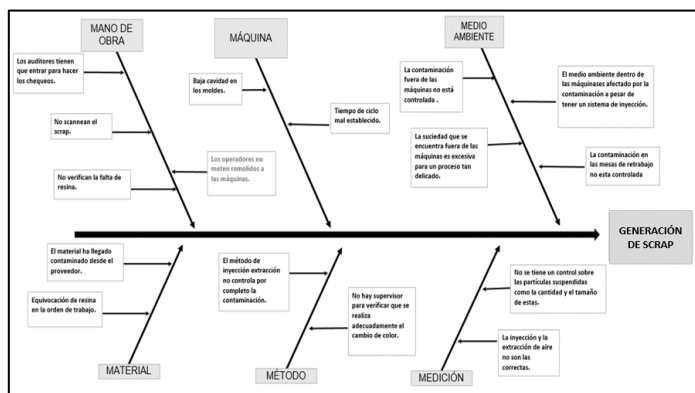 MANO DE
OBRA
MÁQUINA
MEDIO
AMBIENTE
Los auditores tienen
que entrar para hacer
los chequeos.
No scannean el
scrap.
No verifican la falta de
resina.
Los operadores no
meten remolidos a
las máquinas.
Baja cavidad en
los moldes.
Tiempo de ciclo
mal establecido.
La contaminación
fuera de las
máquinas no está
controlada .
La suciedad que se
encuentra fuera de las
máquinas es excesiva
para un proceso tan
delicado.
El medio ambiente dentro de
las máquinases afectado por la
contaminación a pesar de
tener un sistema de inyección.
La contaminación
en las mesas de retrabajo
no esta controlada
GENERACIÓN
DE SCRAP
El material ha llegado
contaminado desde el
proveedor.
Equivocación de resina
en la orden de trabajo.
El método de
inyección extracción
no controla por
completo la
contaminación.
No hay supervisor
para verificar que se
realiza
adecuadamente el
cambio de color.
No se tiene un control sobre
las partículas suspendidas
como la cantidad y el tamaño
de estas.
La inyección y la
extracción de aire
no son las
correctas.
MATERIAL
MÉTODO
MEDICIÓN